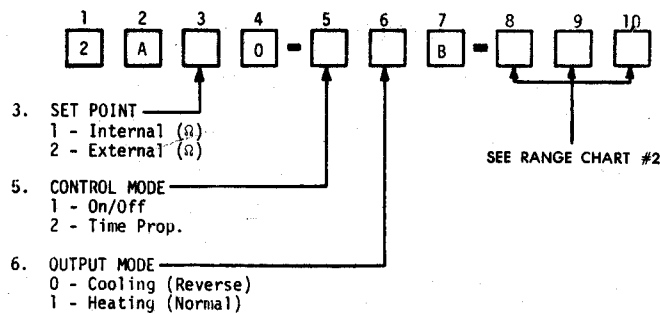 1 2 3 4 5 6 7 8 9 10
2 A 0 - B -
3. SET POINT
1 - Internal (Ω)
2 - External (Ω)
SEE RANGE CHART #2
5. CONTROL MODE
1 - On/Off
2 - Time Prop.
6. OUTPUT MODE
0 - Cooling (Reverse)
1 - Heating (Normal)